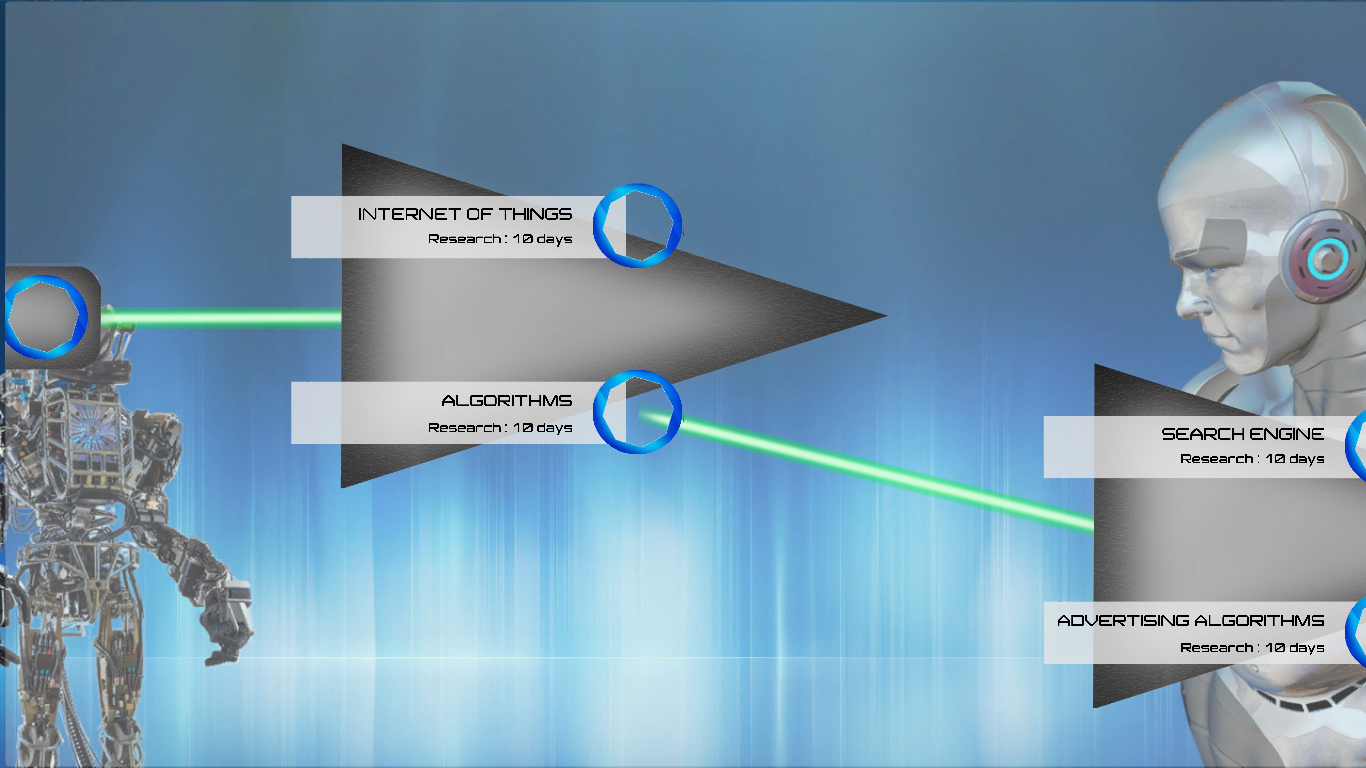 INTERNET OF THINGS
Research : 10 days
ALGORITHMS
Research : 10 days
SEARCH ENGINE
Research : 10 days
ADVERTISING ALGORITHMS
Research : 10 days